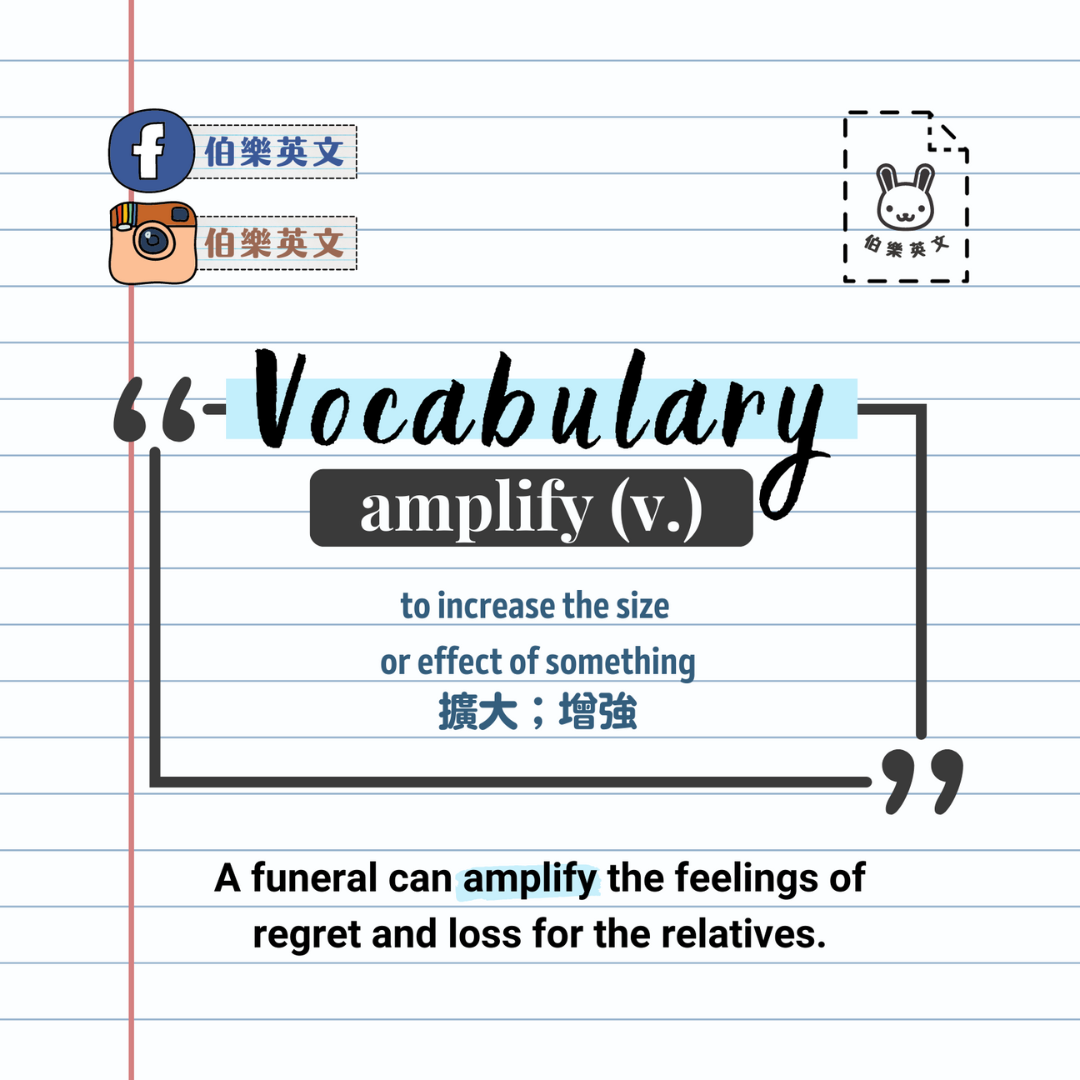 伯樂英文
伯樂英文
伯樂英文
Vocabulary
amplify (v.)
to increase the size
or effect of something
擴大；增強
A funeral can amplify the feelings of
regret and loss for the relatives.